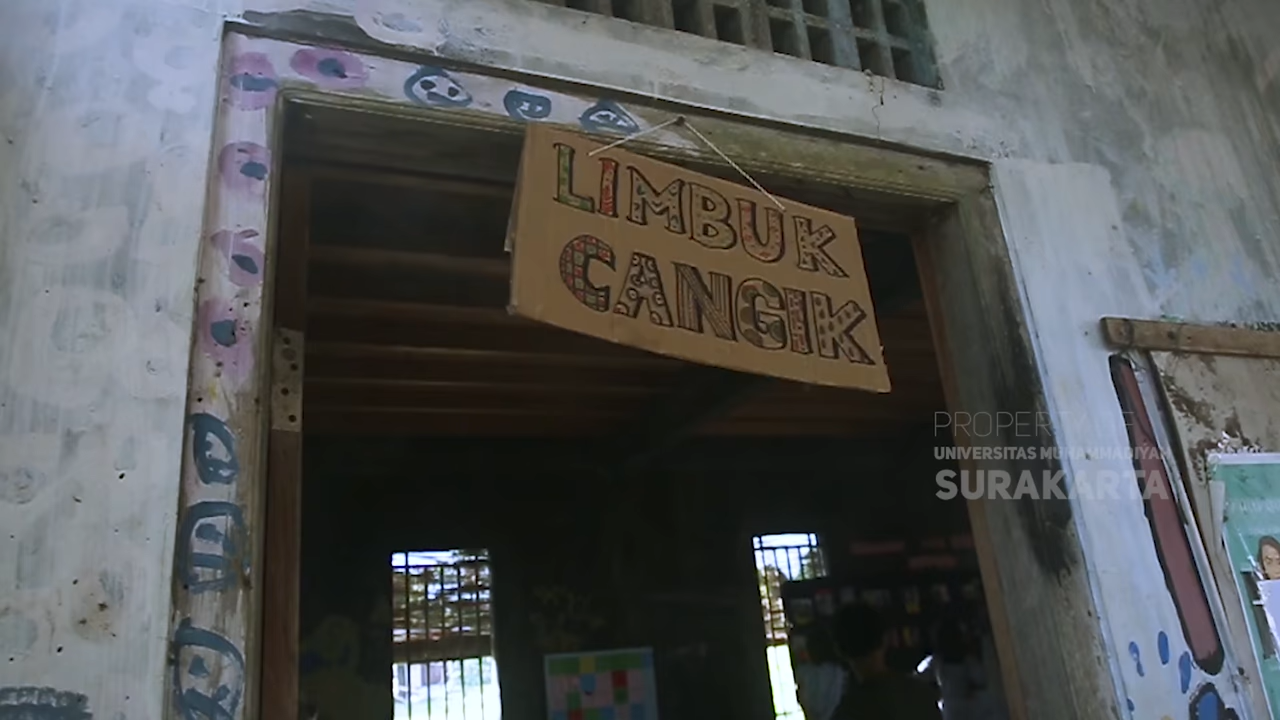 LIMBUK
CANGIK
PROPERTY OF
UNIVERSITAS MUHAMMADIYAH
SURAKARTA